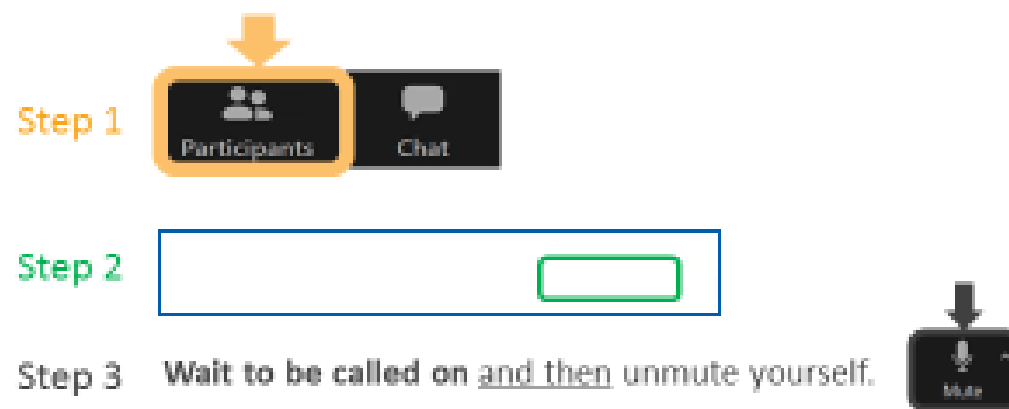 Step 1
Participants
Chat
Step 2
Step 3
Wait to be called on and then unmute yourself.
Mute